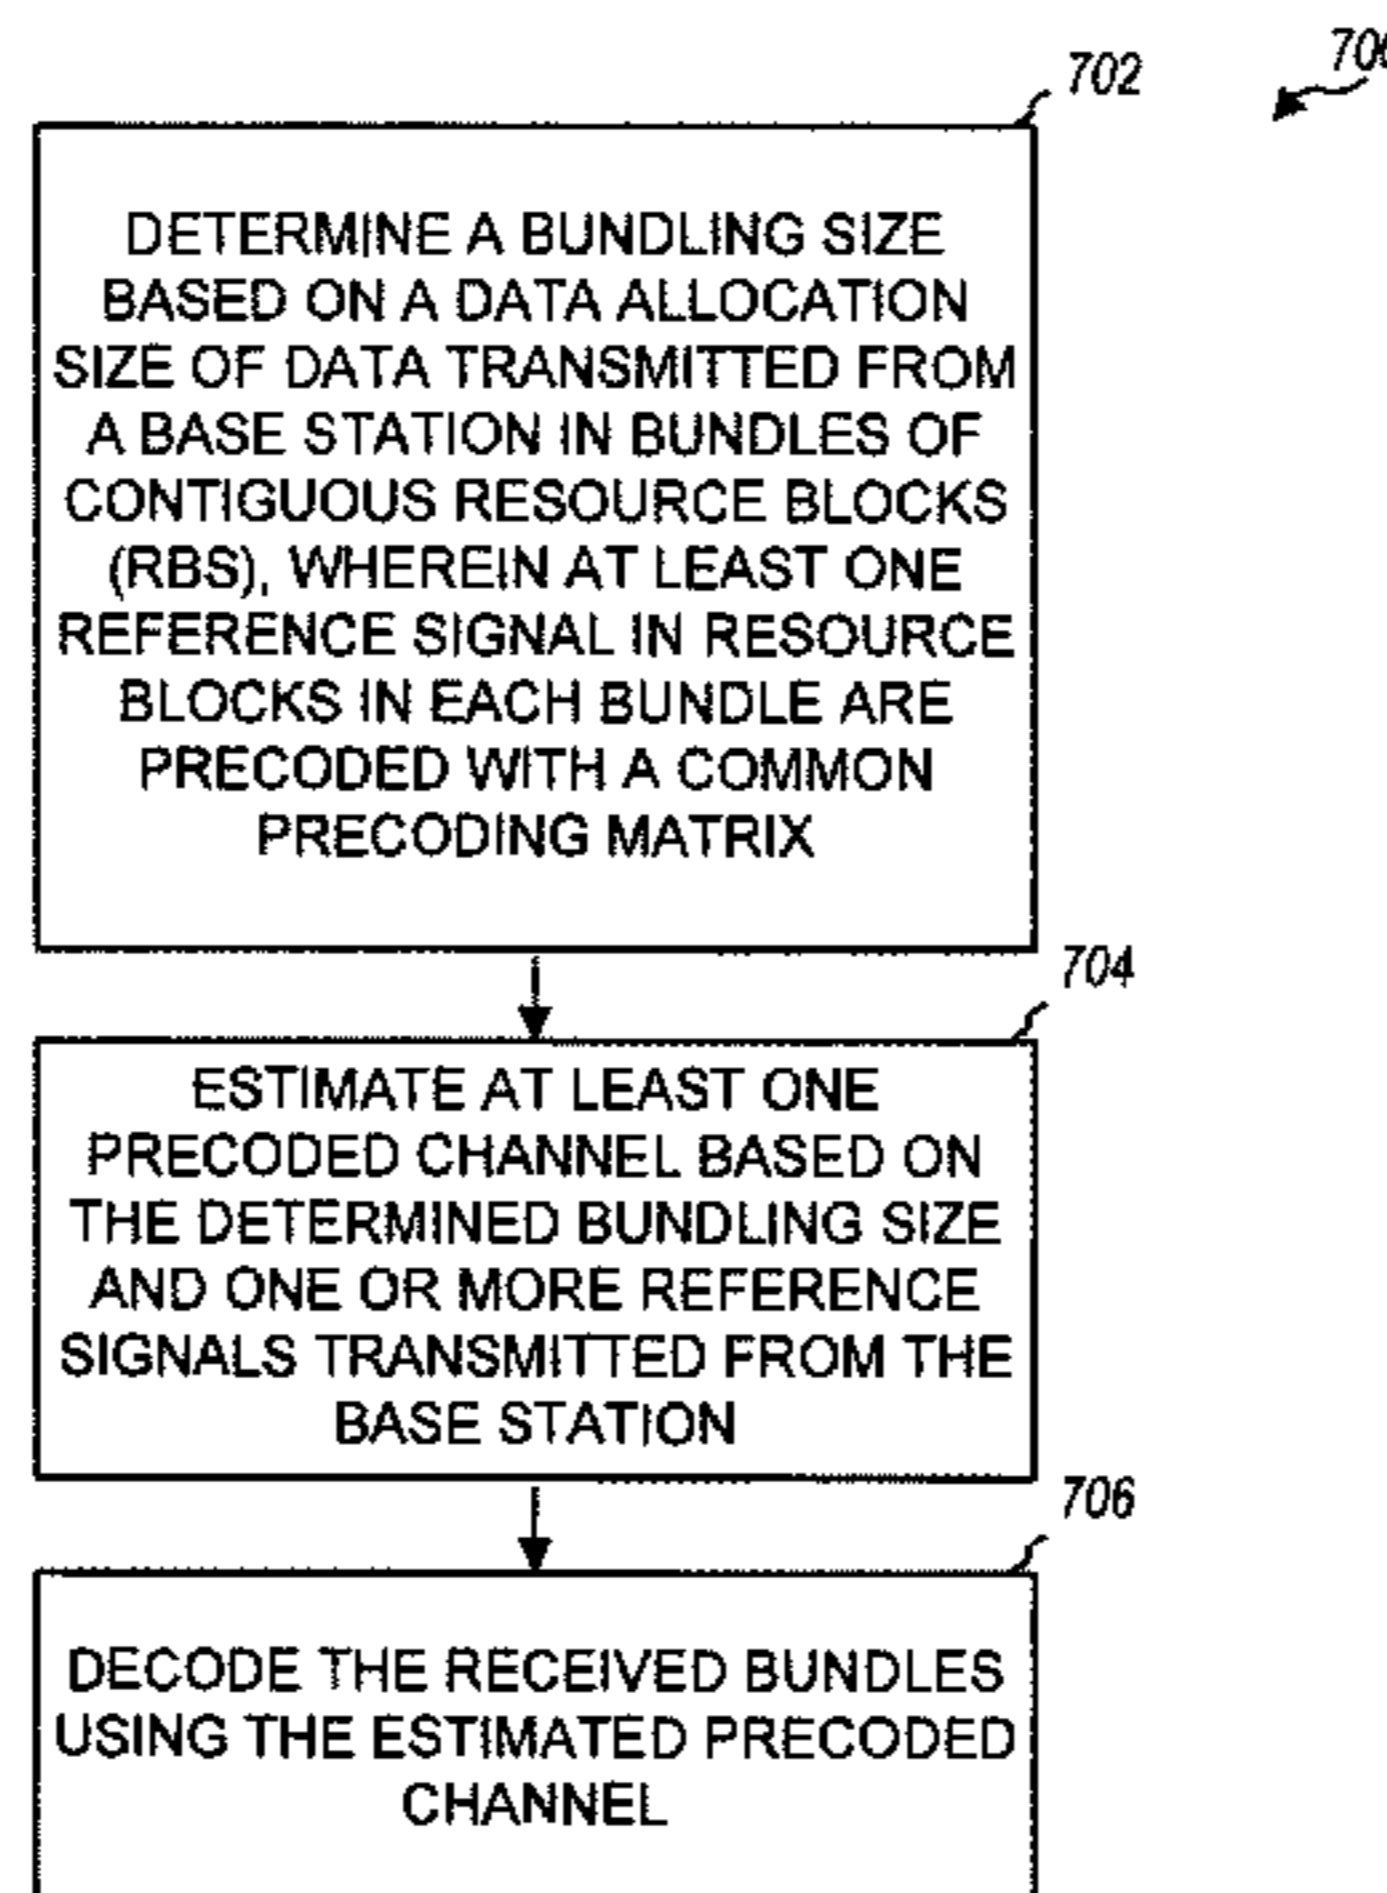 700
702
DETERMINE A BUNDLING SIZE
BASED ON A DATA ALLOCATION
SIZE OF DATA TRANSMITTED FROM
A BASE STATION IN BUNDLES OF
CONTIGUOUS RESOURCE BLOCKS
(RBS), WHEREIN AT LEAST ONE
REFERENCE SIGNAL IN RESOURCE
BLOCKS IN EACH BUNDLE ARE
PRECODED WITH A COMMON
PRECODING MATRIX
704
ESTIMATE AT LEAST ONE
PRECODED CHANNEL BASED ON
THE DETERMINED BUNDLING SIZE
AND ONE OR MORE REFERENCE
SIGNALS TRANSMITTED FROM THE
BASE STATION
706
DECODE THE RECEIVED BUNDLES
USING THE ESTIMATED PRECODED
CHANNEL